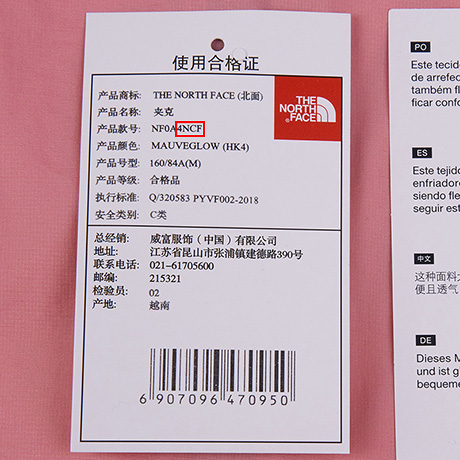 使用合格证
产品商标: THE NORTH FACE (北面)
产品名称: 夹克
产品款号: NF0A4NCF
产品颜色: MAUVEGLOW (HK4)
产品号型: 160/84A(M)
产品等级: 合格品
执行标准: Q/320583 PYVF002-2018
安全类别: C类
THE
NORTH
FACE
总经销: 威富服饰（中国）有限公司
地址: 江苏省昆山市张浦镇建德路390号
联系电话: 021-61705600
邮编: 215321
检验员: 02
产地: 越南
6 907096 470950
PO
Este tecid
de arrefec
também fl
ficar confo
ES
Este tejido
enfriadore
siendo fle
seguir est
中文
这种面料
便且透气
DE
Dieses M
und ist g
bequeme